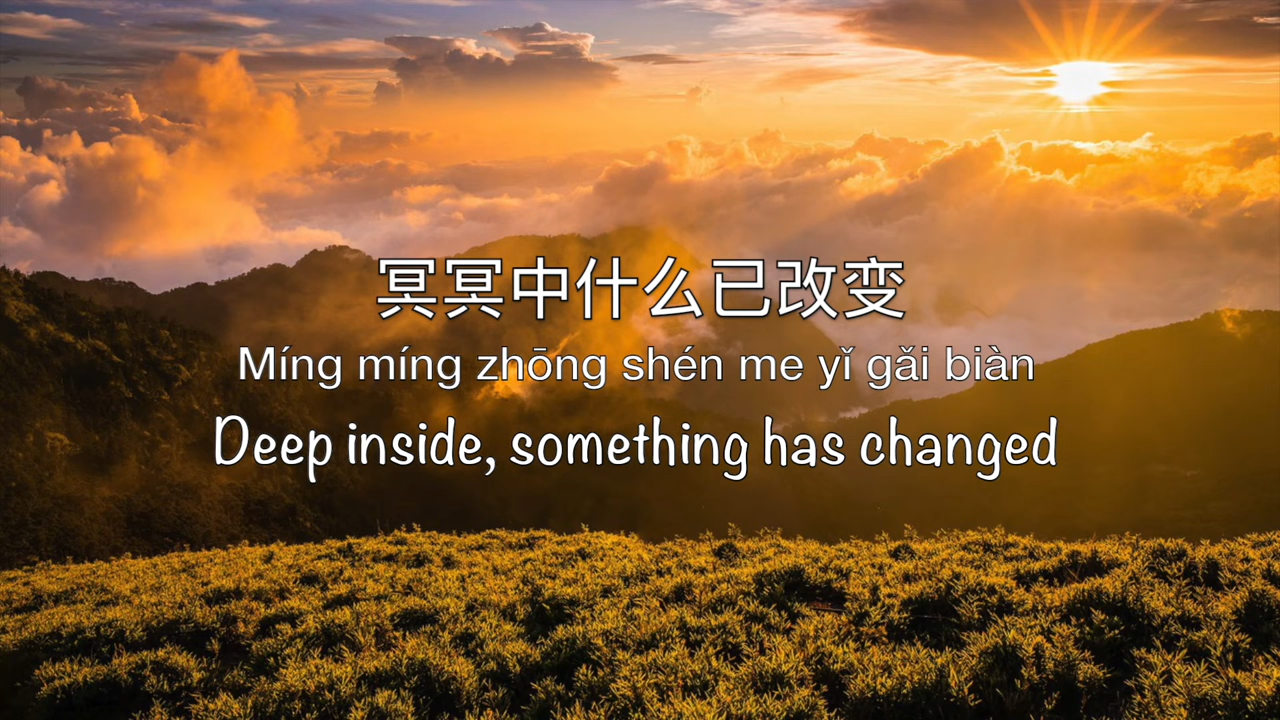 冥冥中什么已改变
Míng míng zhōng shén me yǐ gǎi biàn
Deep inside, something has changed